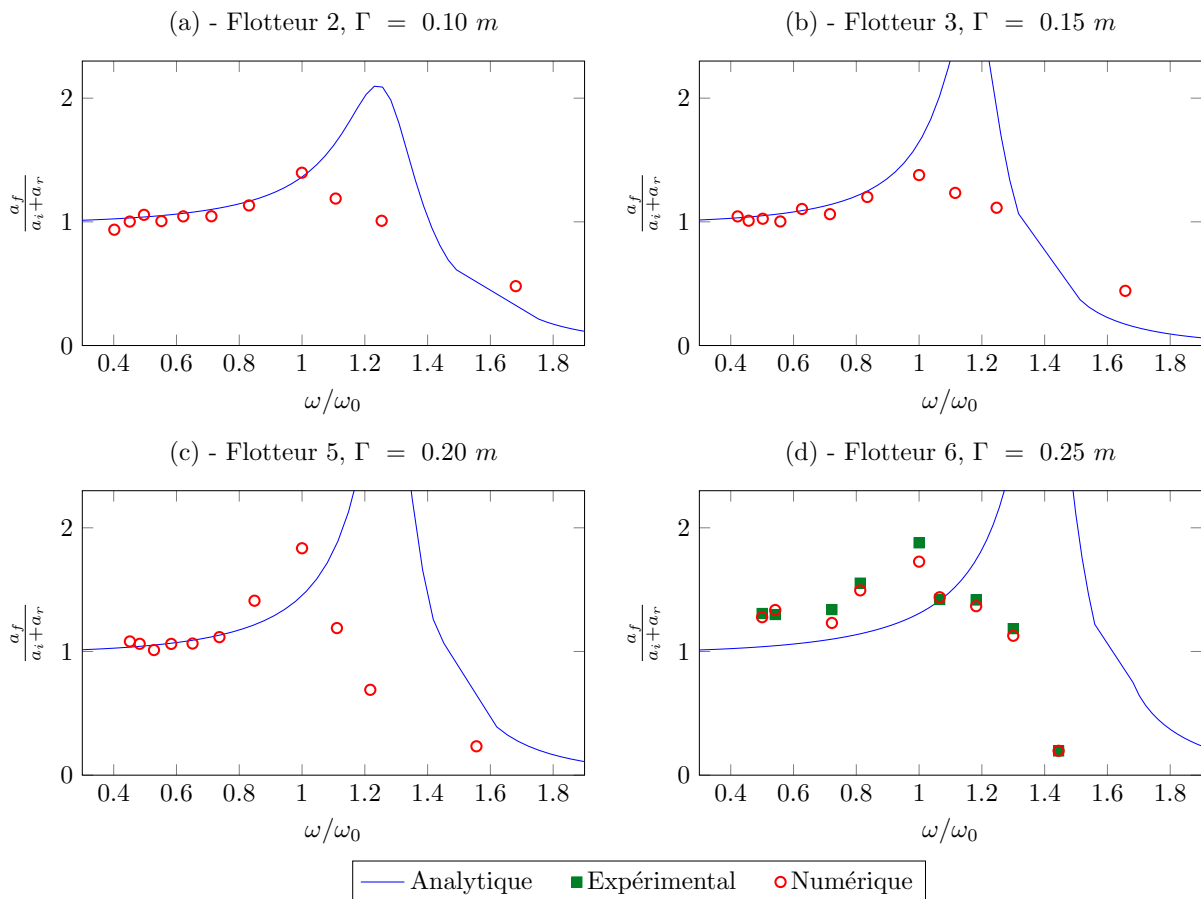 (a) - Flotteur 2, Γ = 0.10 m
2
1
0
a_f / a_i + a_r
0.4 0.6 0.8 1 1.2 1.4 1.6 1.8
ω/ω₀
(b) - Flotteur 3, Γ = 0.15 m
2
1
0
a_f / a_i + a_r
0.4 0.6 0.8 1 1.2 1.4 1.6 1.8
ω/ω₀
(c) - Flotteur 5, Γ = 0.20 m
2
1
0
a_f / a_i + a_r
0.4 0.6 0.8 1 1.2 1.4 1.6 1.8
ω/ω₀
(d) - Flotteur 6, Γ = 0.25 m
2
1
0
a_f / a_i + a_r
0.4 0.6 0.8 1 1.2 1.4 1.6 1.8
ω/ω₀
Analytique Expérimental Numérique